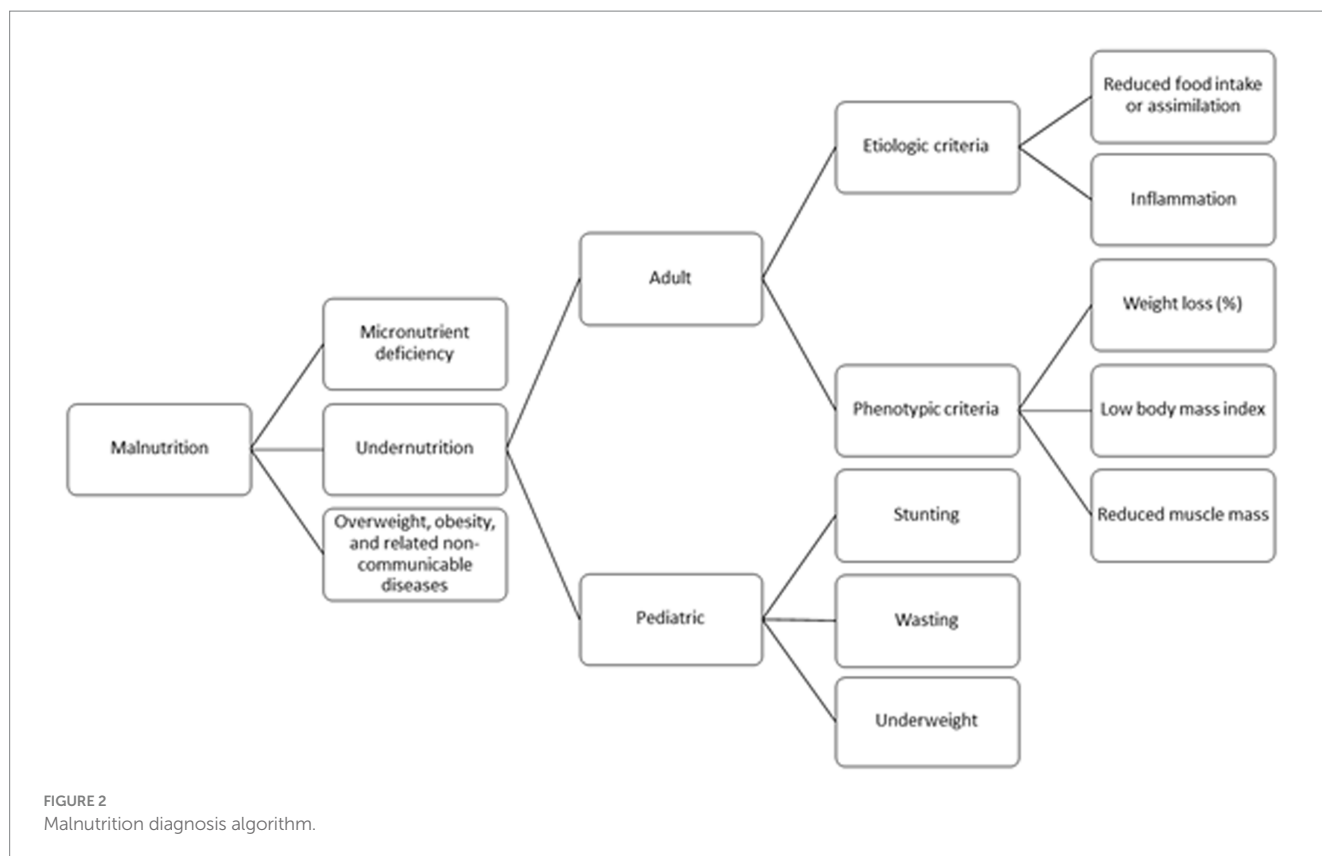 Malnutrition
Micronutrient
deficiency
Undernutrition
Overweight, obesity,
and related non-
communicable
diseases
Adult
Pediatric
Etiologic criteria
Phenotypic criteria
Stunting
Wasting
Underweight
Reduced food intake
or assimilation
Inflammation
Weight loss (%)
Low body mass index
Reduced muscle mass
FIGURE 2
Malnutrition diagnosis algorithm.